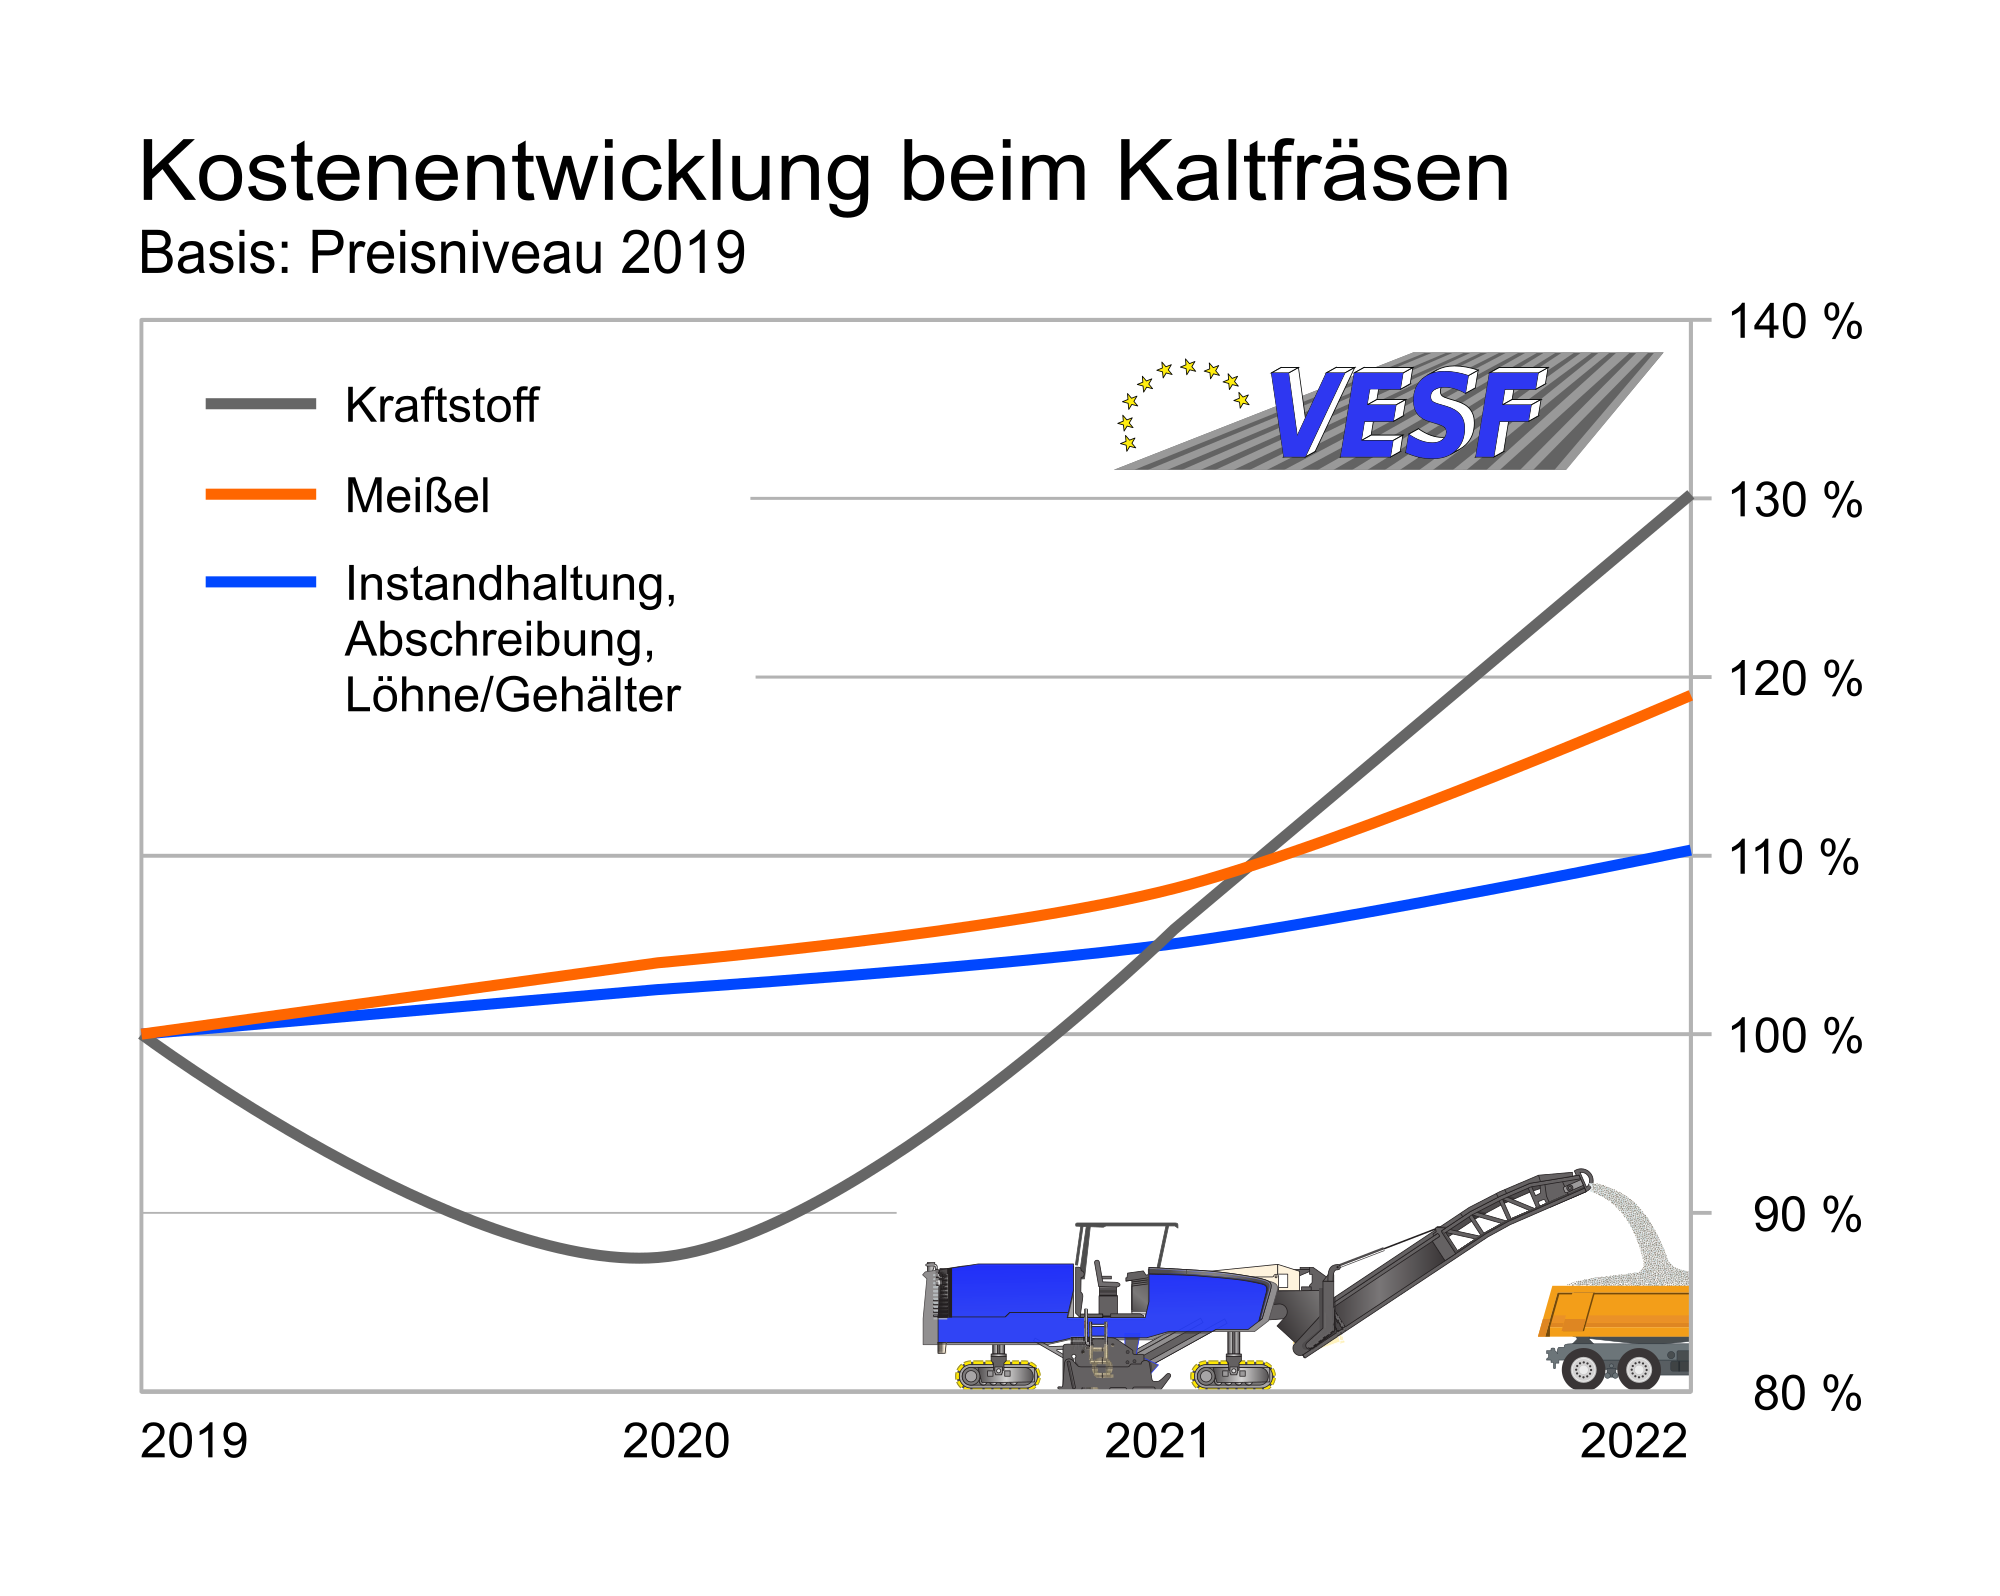 Kostenentwicklung beim Kaltfräsen
Basis: Preisniveau 2019
140 %
VESF
Kraftstoff
Meißel
130 %
Instandhaltung,
Abschreibung,
Löhne/Gehälter
120 %
110 %
100 %
90 %
80 %
2019 2020 2021 2022